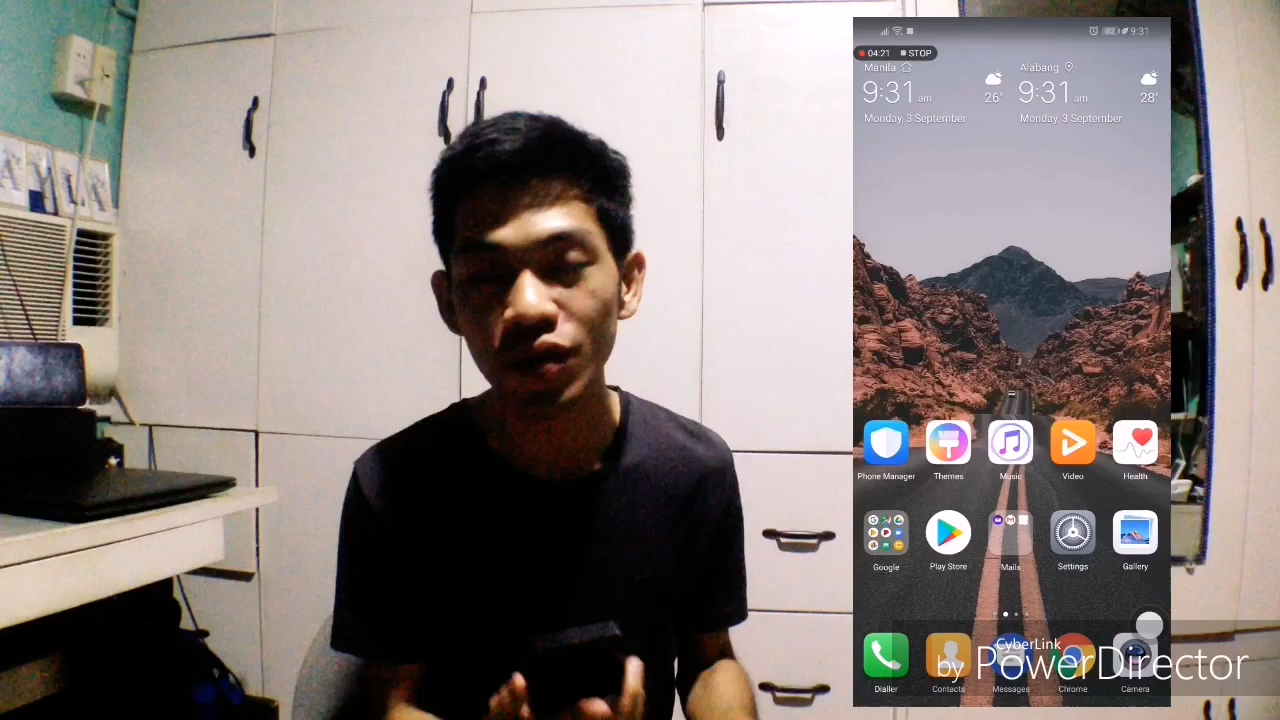 9:31
04:21 STOP
Manila
9:31 am
26°
Monday, 3 September
Alabang
9:31 am
28°
Monday, 3 September
Phone Manager
Themes
Music
Video
Health
Google
Play Store
Mails
Settings
Gallery
Dialler
Contacts
Messages
Chrome
Camera
CyberLink
by PowerDirector